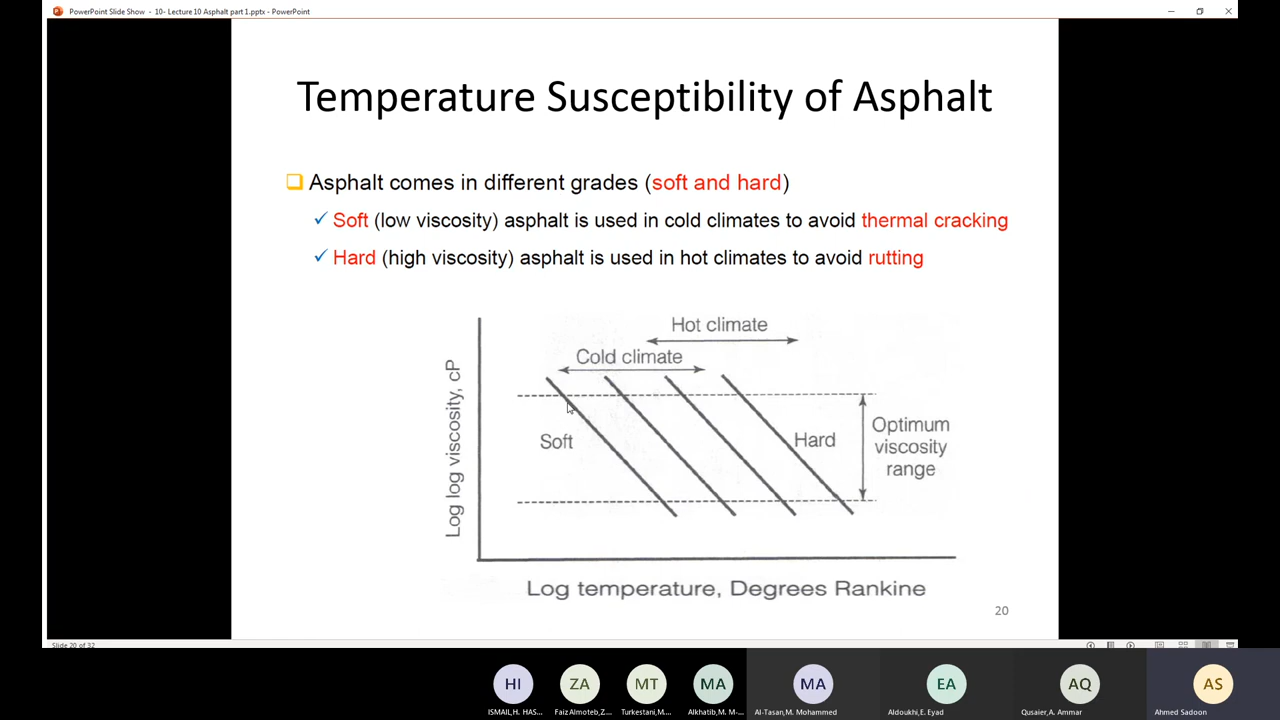 PowerPoint Slide Show - 10- Lecture 10 Asphalt part 1.pptx - PowerPoint
Temperature Susceptibility of Asphalt
Asphalt comes in different grades (soft and hard)
Soft (low viscosity) asphalt is used in cold climates to avoid thermal cracking
Hard (high viscosity) asphalt is used in hot climates to avoid rutting
Hot climate
Cold climate
Log log viscosity, cP
Soft
Hard
Optimum
viscosity
range
Log temperature, Degrees Rankine
20
Slide 20 of 32
HI
ZA
MT
MA
MA
EA
AQ
AS
ISMAIL,H. HAS...
Faiz Almoteb,Z...
Turkestani,M....
Alkhatib,M. M-...
Al-Tasan,M. Mohammed
Aldoukhi,E. Eyad
Qusaier,A. Ammar
Ahmed Sadoon